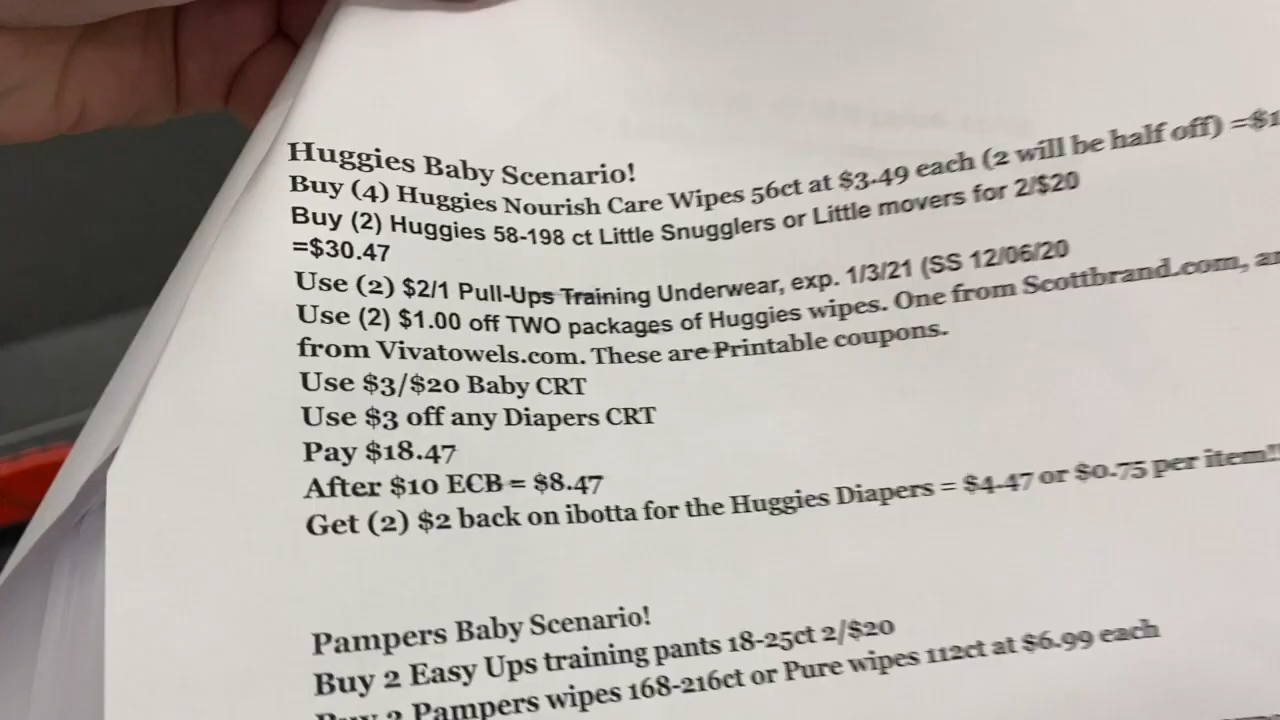 Huggies Baby Scenario!
Buy (4) Huggies Nourish Care Wipes 56ct at $3.49 each (2 will be half off) =$1
Buy (2) Huggies 58-198 ct Little Snugglers or Little movers for 2/$20
=$30.47
Use (2) $2/1 Pull-Ups Training Underwear, exp. 1/3/21 (SS 12/06/20
Use (2) $1.00 off TWO packages of Huggies wipes. One from Scottbrand.com, an
from Vivatowels.com. These are Printable coupons.
Use $3/$20 Baby CRT
Use $3 off any Diapers CRT
Pay $18.47
After $10 ECB = $8.47
Get (2) $2 back on ibotta for the Huggies Diapers = $4.47 or $0.75 per item!!
Pampers Baby Scenario!
Buy 2 Easy Ups training pants 18-25ct 2/$20
Buy 2 Pampers wipes 168-216ct or Pure wipes 112ct at $6.99 each